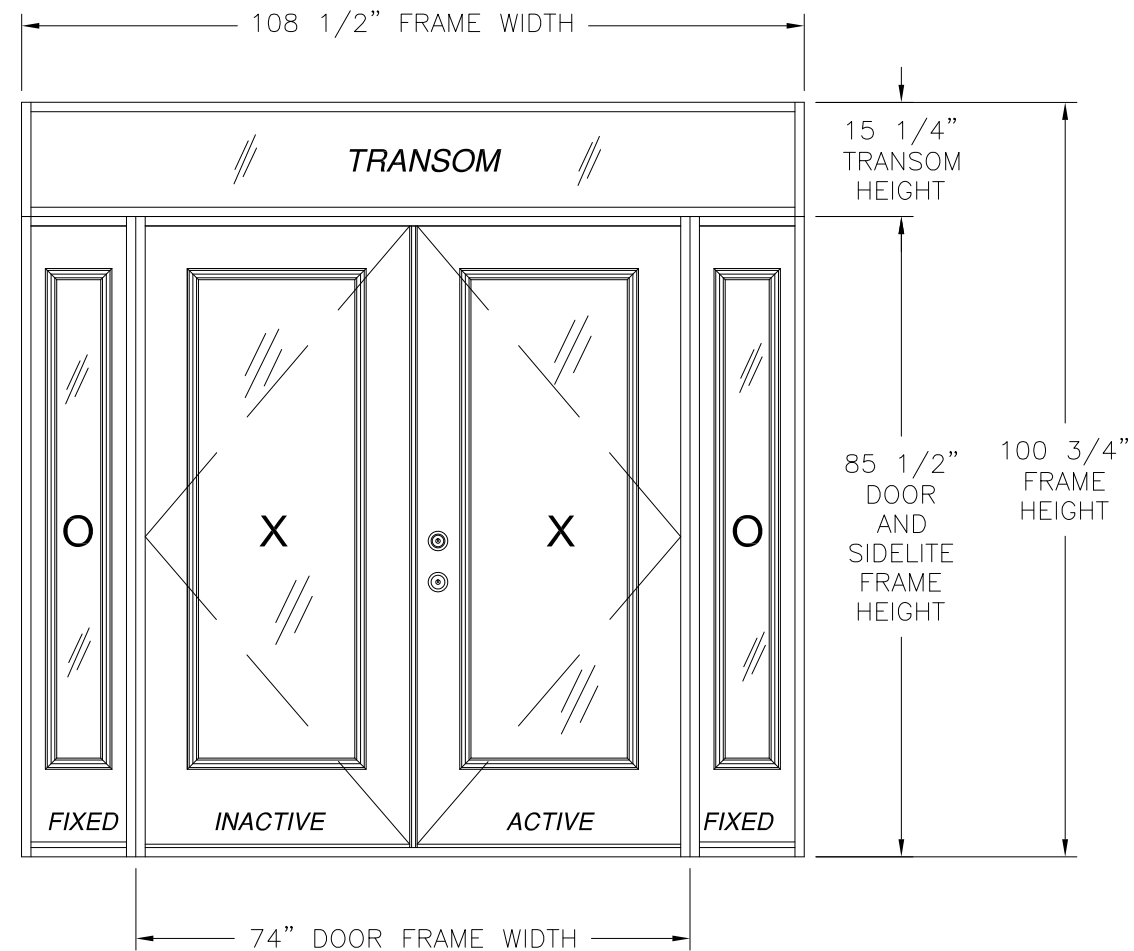 108 1/2” FRAME WIDTH
15 1/4”
TRANSOM
HEIGHT
TRANSOM
85 1/2”
DOOR
AND
SIDELITE
FRAME
HEIGHT
100 3/4”
FRAME
HEIGHT
O X X O
FIXED INACTIVE ACTIVE FIXED
74” DOOR FRAME WIDTH